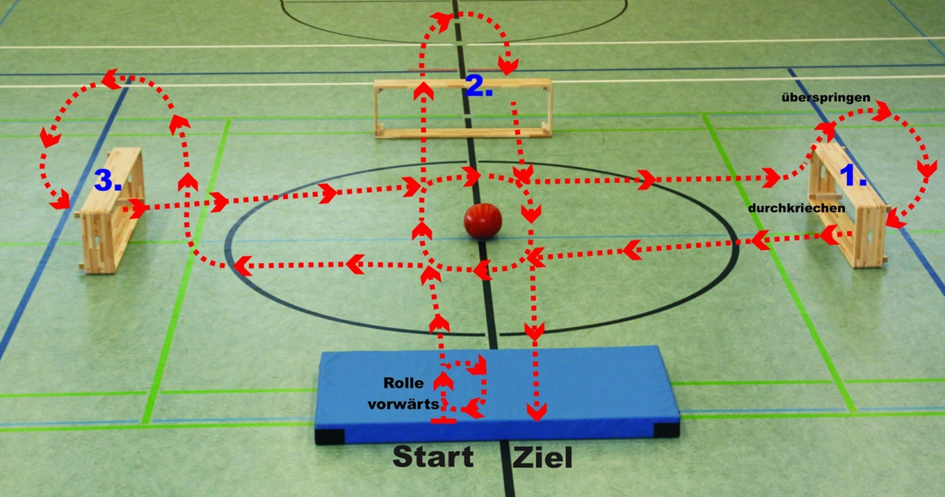 2.
überspringen
3.
1.
durchkriechen
Rolle
vorwärts
Start Ziel